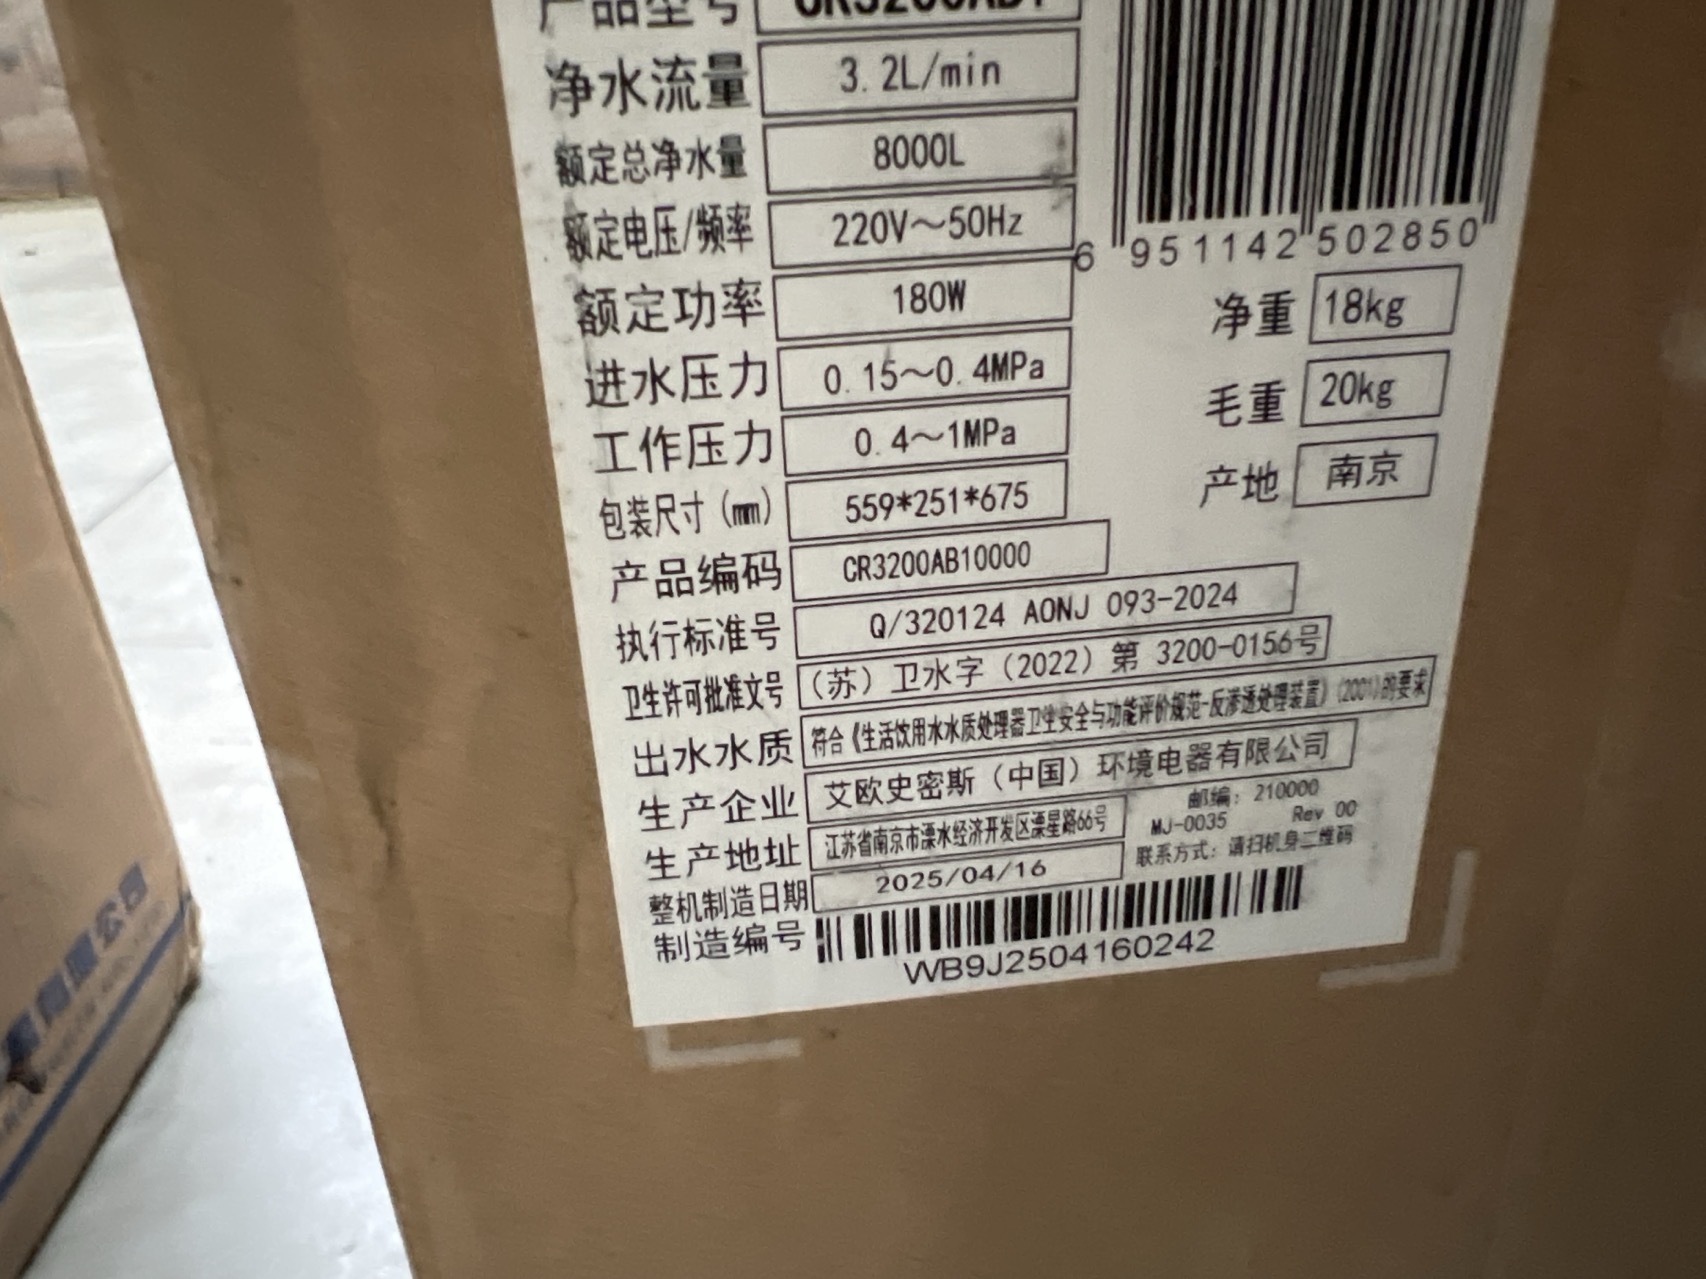 产品型号 CR3200AB1
净水流量 3.2L/min
额定总净水量 8000L
额定电压/频率 220V～50Hz
6 951142 502850
额定功率 180W
净重 18kg
进水压力 0.15～0.4MPa
毛重 20kg
工作压力 0.4～1MPa
产地 南京
包装尺寸(mm) 559*251*675
产品编码 CR3200AB10000
执行标准号 Q/320124 AONJ 093-2024
卫生许可批准文号 (苏)卫水字(2022)第 3200-0156号
出水水质 符合《生活饮用水水质处理器卫生安全与功能评价规范-反渗透处理装置》(2001)的要求
生产企业 艾欧史密斯(中国)环境电器有限公司
生产地址 江苏省南京市溧水经济开发区溧星路66号
邮编：210000
MJ-0035 Rev 00
联系方式：请扫机身二维码
整机制造日期 2025/04/16
制造编号
WB9J2504160242
有限公司